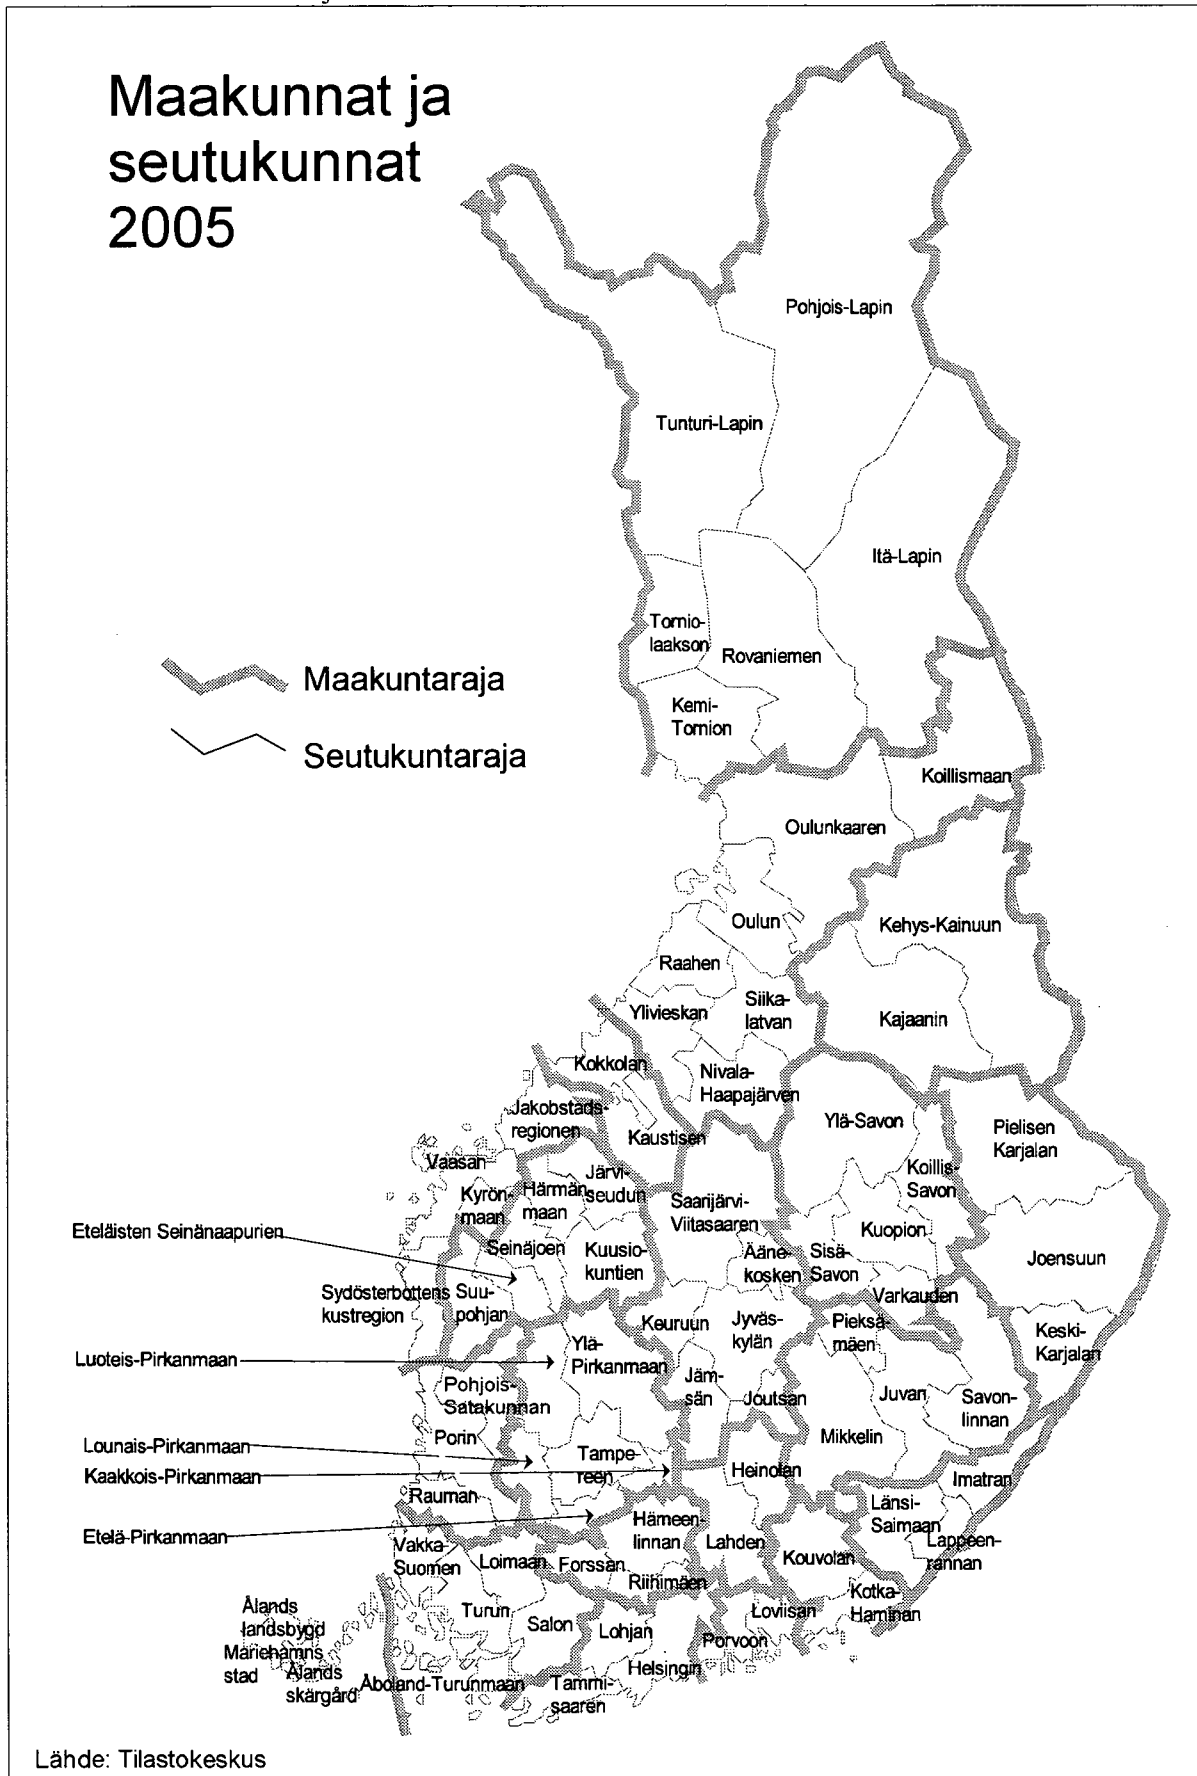 Maakunnat ja
seutukunnat
2005
Pohjois-Lapin
Tunturi-Lapin
Itä-Lapin
Tornio-
laakson
Rovaniemen
Maakuntaraja
Kemi-
Tornion
Seutukuntaraja
Koillismaan
Oulunkaaren
Oulun
Kehys-Kainuun
Raahen
Ylivieskan
Siika-
latvan
Kajaanin
Kokkolan
Nivala-
Haapajärven
Jakobstads-
regionen
Kaustisen
Ylä-Savon
Pielisen
Karjalan
Vaasan
Kyrön-
maan
Härmän-
maan
Järvi-
seudun
Saarijärvi-
Viitasaaren
Koillis-
Savon
Kuopion
Eteläisten Seinänaapurien
Seinäjoen
Kuusio-
kuntien
Ääne-
kosken
Sisä-
Savon
Joensuun
Sydösterbottens
kustregion
Suu-
pohjan
Varkauden
Keuruun
Jyväs-
kylän
Pieksä-
mäen
Keski-
Karjalan
Luoteis-Pirkanmaan
Ylä-
Pirkanmaan
Pohjois-
Satakunnan
Jäm-
sän
Joutsan
Juvan
Savon-
linnan
Porin
Lounais-Pirkanmaan
Kaakkois-Pirkanmaan
Tampe-
reen
Heinolan
Mikkelin
Imatran
Rauman
Etelä-Pirkanmaan
Hämeen-
linnan
Länsi-
Saimaan
Lahden
Lappeen-
rannan
Vakka-
Suomen
Loimaan
Forssan
Riihimäen
Kouvolan
Kotka-
Haminan
Ålands
landsbygd
Mariehamns
stad
Ålands
skärgård
Turun
Salon
Lohjan
Loviisan
Porvoon
Helsingin
Åboland-Turunmaan
Tammi-
saaren
Lähde: Tilastokeskus